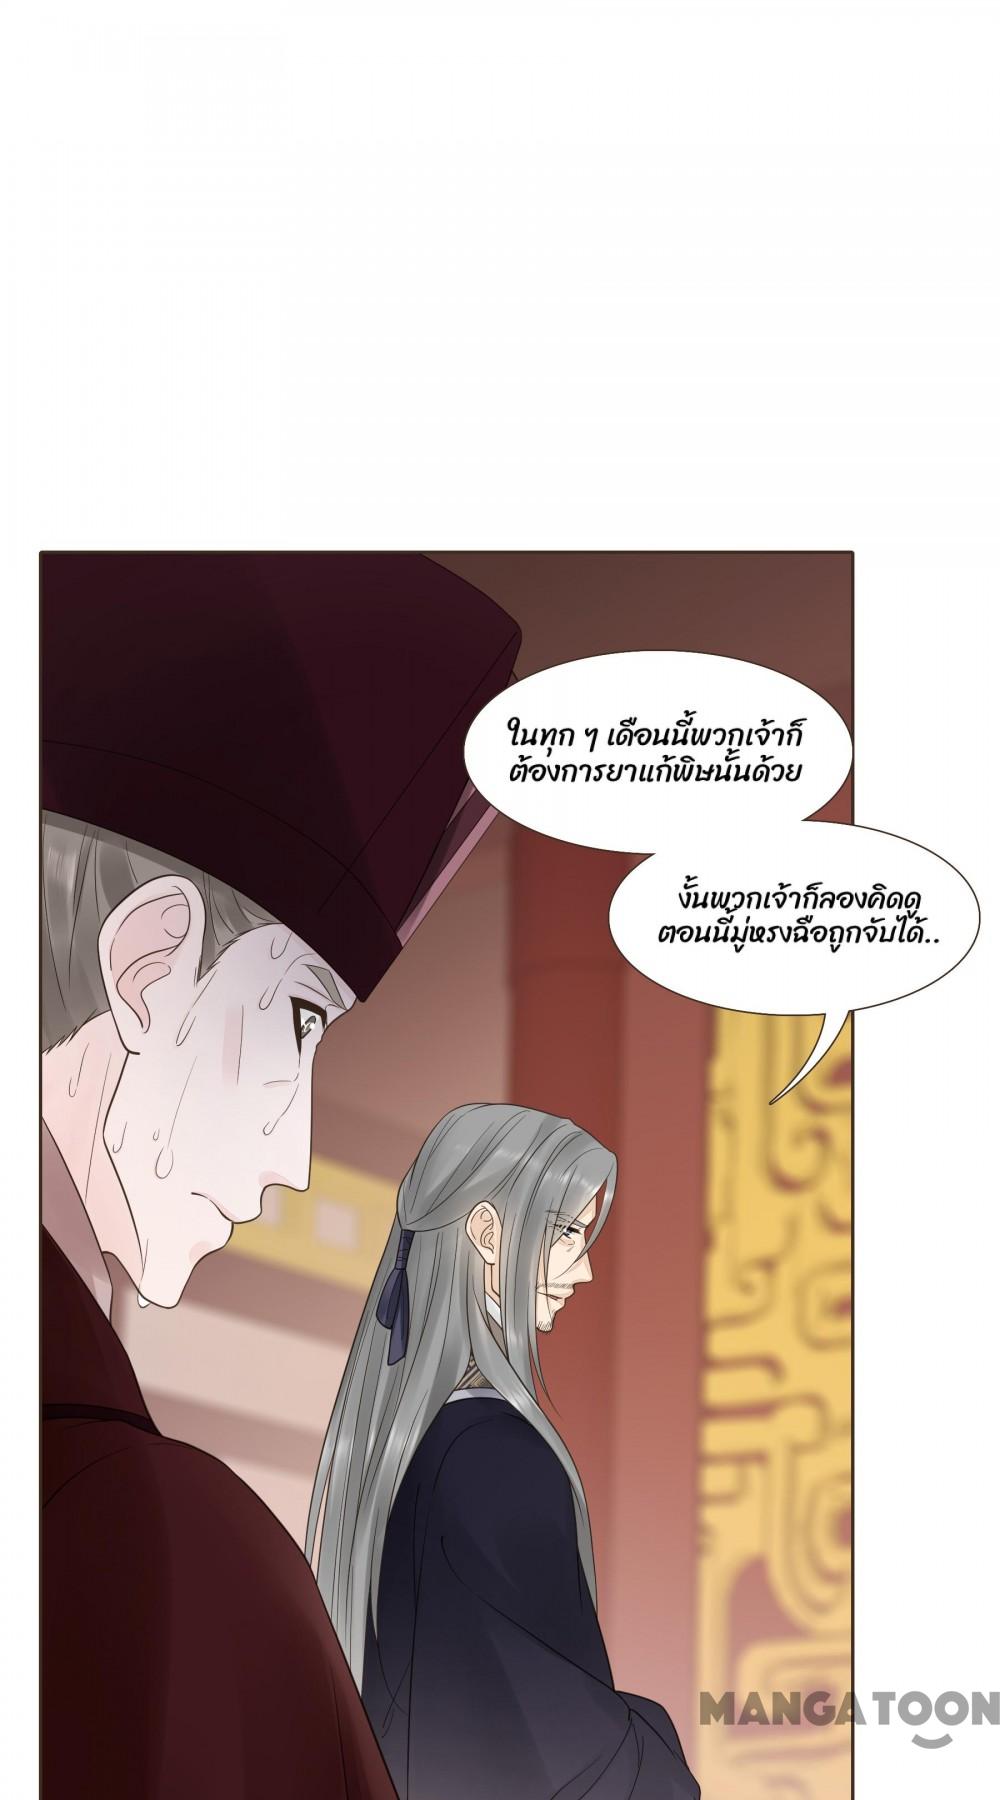 ในทุก ๆ เดือนนี้พวกเจ้าก็
ต้องการยาแก้พิษนั้นด้วย
งั้นพวกเจ้าก็ลองคิดดู
ตอนนี้มู่หรงฉือถูกจับได้..
MANGATOON